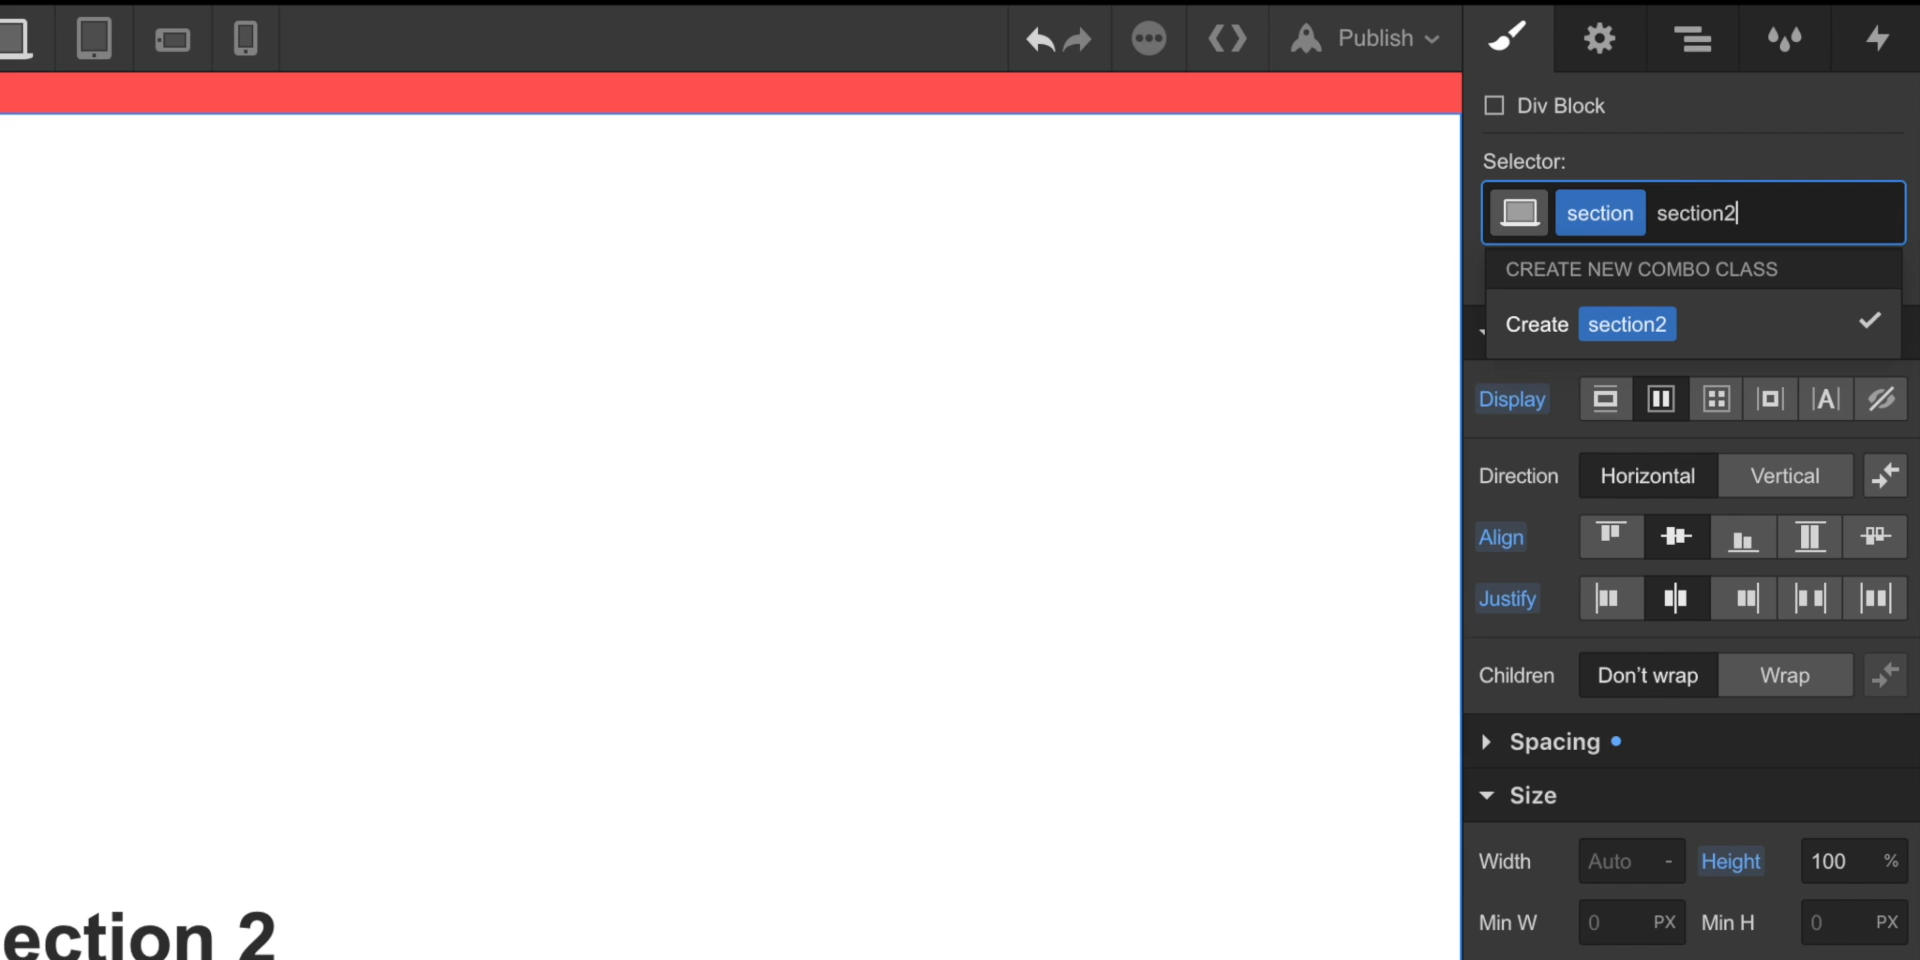 Publish
Div Block
Selector:
section section2
CREATE NEW COMBO CLASS
Create section2
Display
Direction Horizontal Vertical
Align
Justify
Children Don't wrap Wrap
Spacing
Size
Width Auto - Height 100 %
Min W 0 PX Min H 0 PX
ection 2